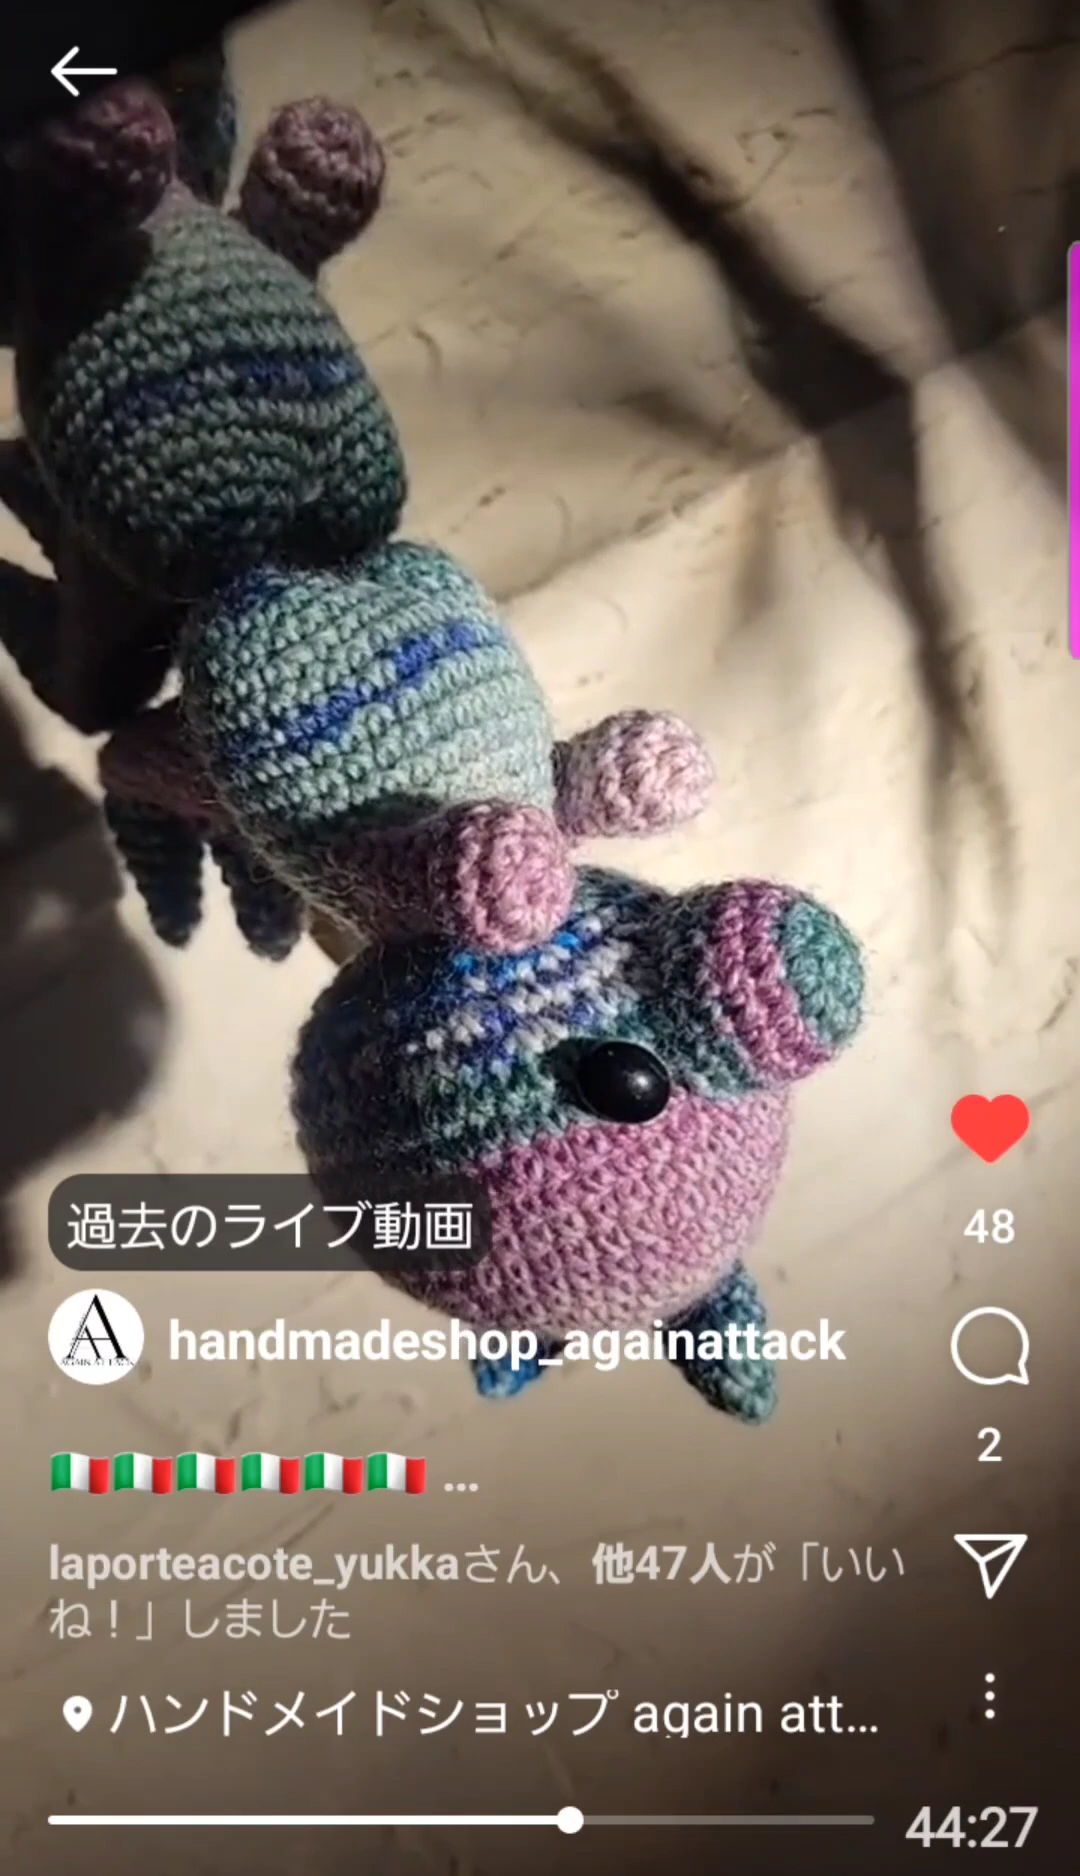 過去のライブ動画
AGAIN ATTACK
handmadeshop_againattack
🇮🇹🇮🇹🇮🇹🇮🇹🇮🇹🇮🇹 ...
laporteacote_yukkaさん、他47人が「いい
ね！」しました
ハンドメイドショップ again att...
48
2
44:27